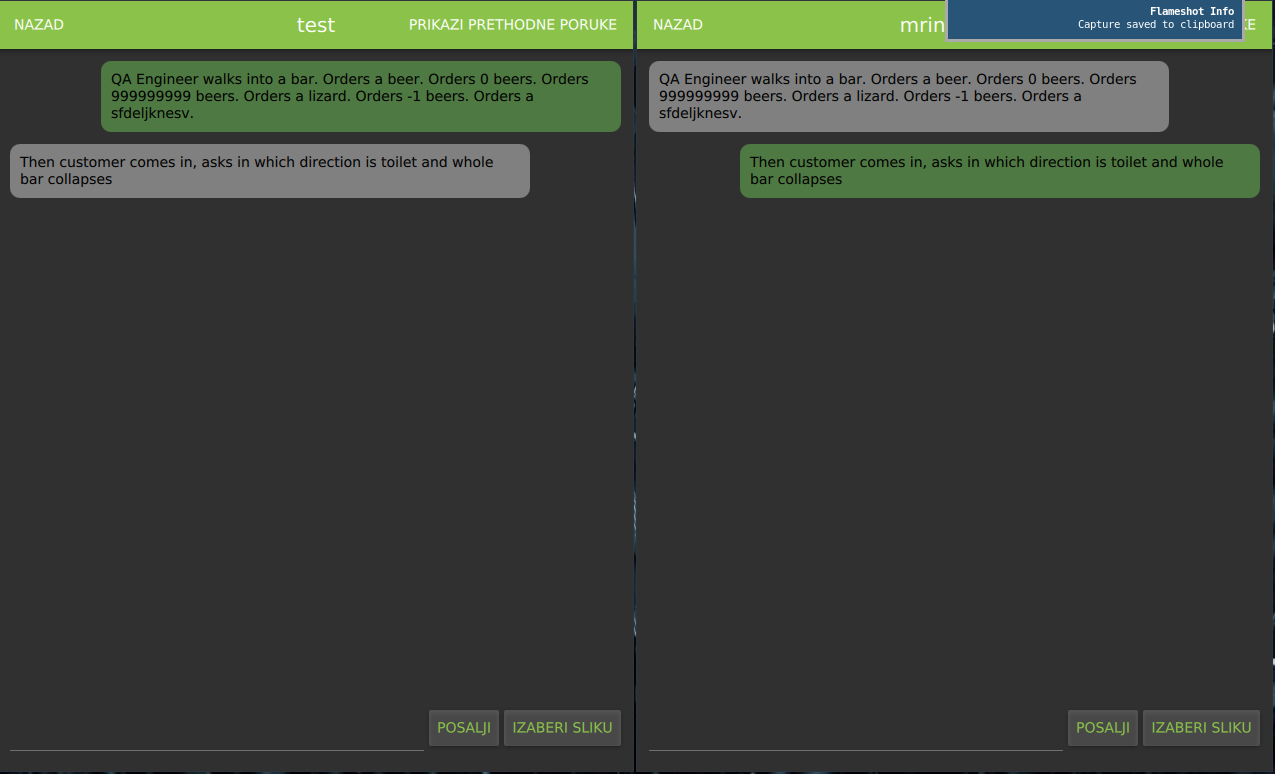 NAZAD
test
PRIKAZI PRETHODNE PORUKE
QA Engineer walks into a bar. Orders a beer. Orders 0 beers. Orders
999999999 beers. Orders a lizard. Orders -1 beers. Orders a
sfdeljknesv.
Then customer comes in, asks in which direction is toilet and whole
bar collapses
POSALJI
IZABERI SLIKU
NAZAD
mrin
Flameshot Info
Capture saved to clipboard
KE
QA Engineer walks into a bar. Orders a beer. Orders 0 beers. Orders
999999999 beers. Orders a lizard. Orders -1 beers. Orders a
sfdeljknesv.
Then customer comes in, asks in which direction is toilet and whole
bar collapses
POSALJI
IZABERI SLIKU